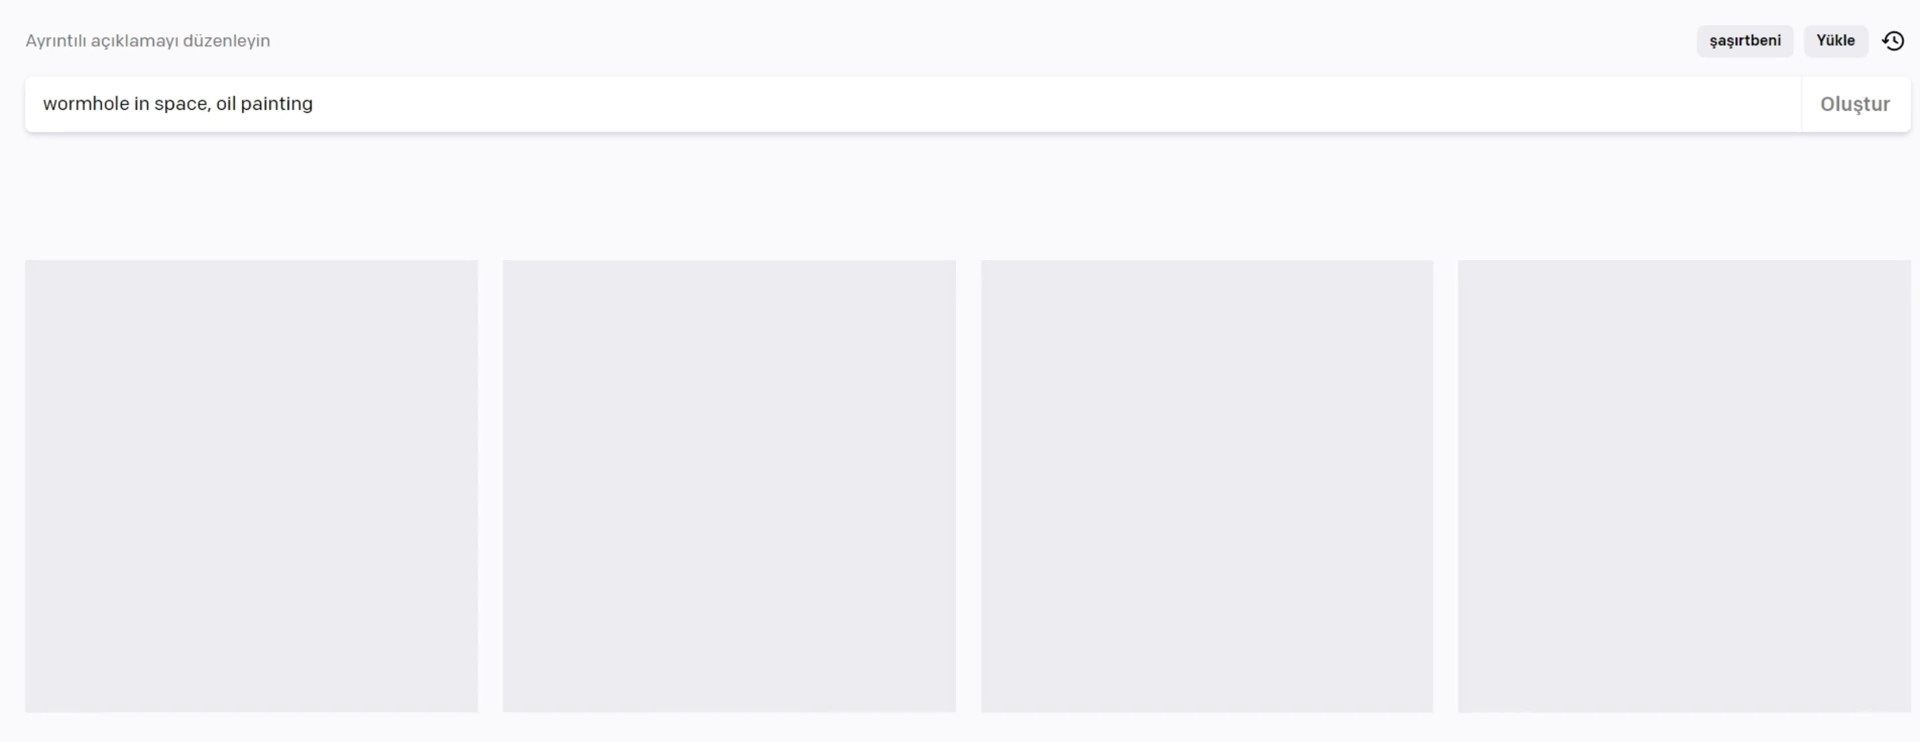 Ayrıntılı açıklamayı düzenleyin
şaşırtbeni
Yükle
wormhole in space, oil painting
Oluştur